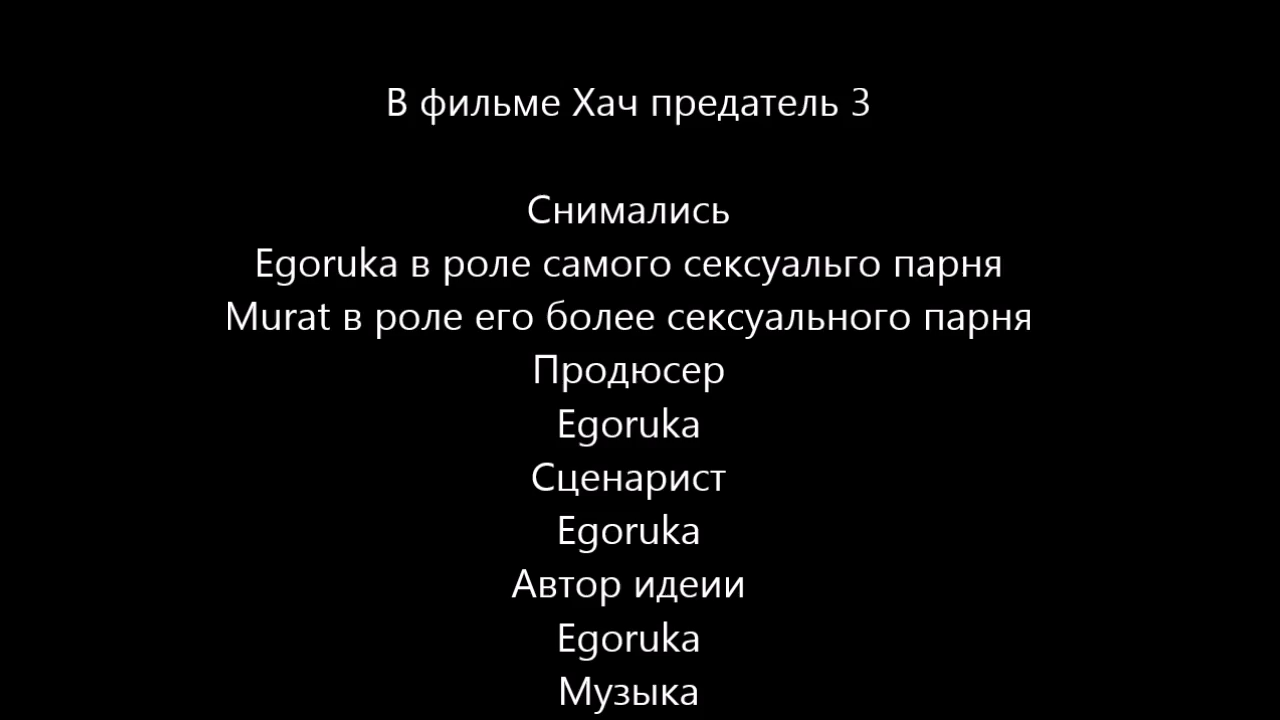 В фильме Хач предатель 3
Снимались
Egoruka в роле самого сексуальго парня
Murat в роле его более сексуального парня
Продюсер
Egoruka
Сценарист
Egoruka
Автор идеии
Egoruka
Музыка